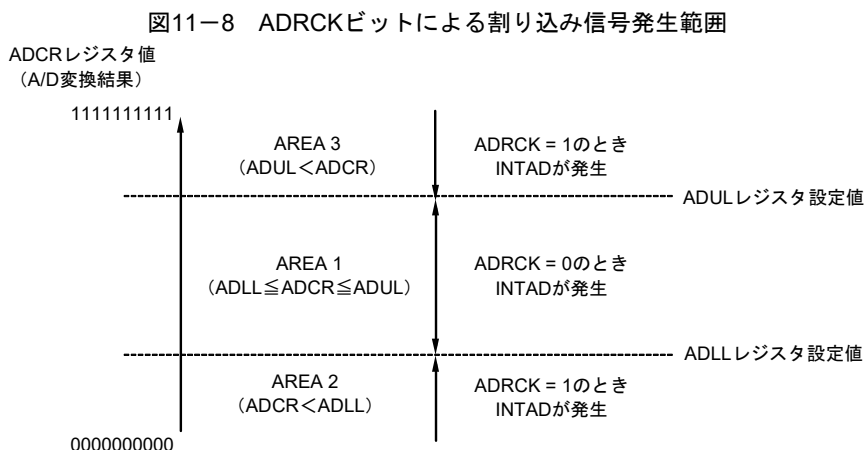 図11-8 ADRCKビットによる割り込み信号発生範囲
ADCRレジスタ値
（A/D変換結果）
1111111111
AREA 3
（ADUL＜ADCR）
ADRCK = 1のとき
INTADが発生
ADULレジスタ設定値
AREA 1
（ADLL≦ADCR≦ADUL）
ADRCK = 0のとき
INTADが発生
ADLLレジスタ設定値
AREA 2
（ADCR＜ADLL）
ADRCK = 1のとき
INTADが発生
0000000000